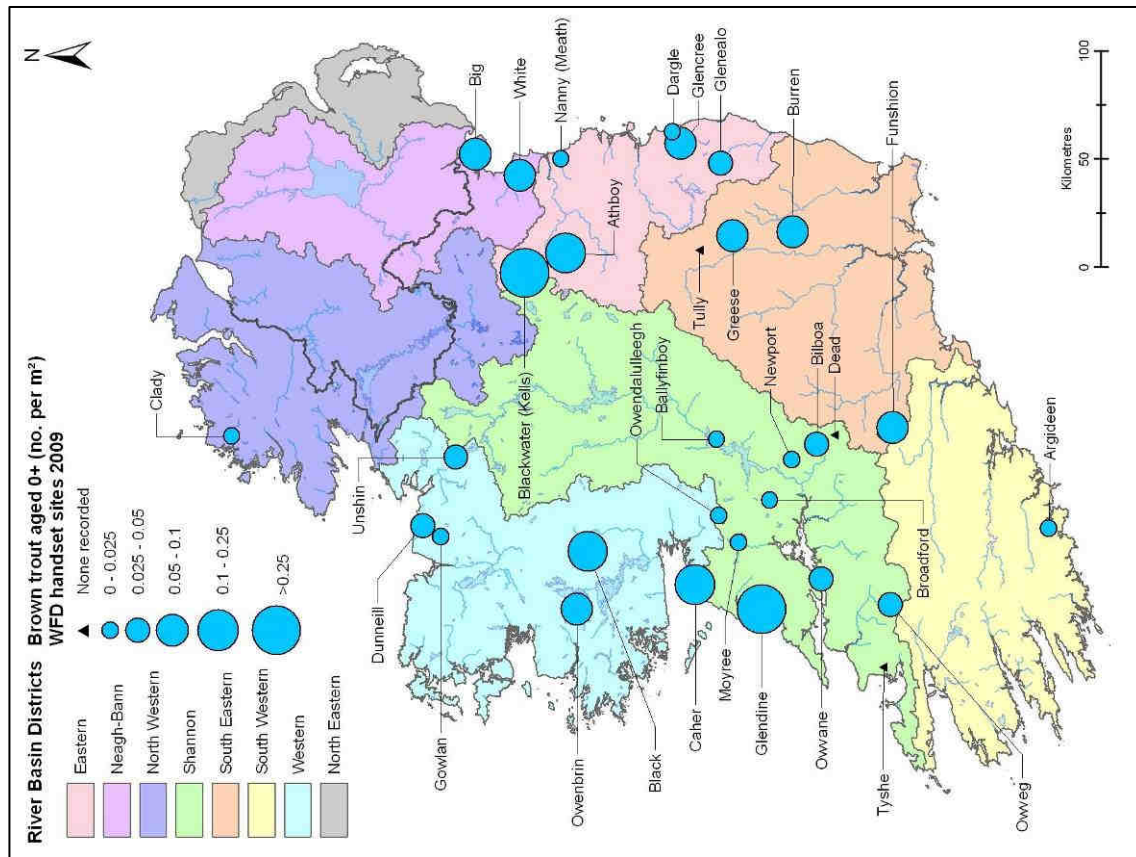 River Basin Districts
Eastern
Neagh-Bann
North Western
Shannon
South Eastern
South Western
Western
North Eastern
Brown trout aged 0+ (no. per m²)
WFD handset sites 2009
None recorded
0 - 0.025
0.025 - 0.05
0.05 - 0.1
0.1 - 0.25
>0.25
N
Clady
Unshin
Dunneill
Gowlan
Owenbrin
Black
Caher
Moyree
Glendine
Owvane
Tyshe
Owveg
Broadford
Argideen
Blackwater (Kells)
Owendalulleegh
Ballyfinboy
Newport
Bilboa
Dead
Big
White
Nanny (Meath)
Athboy
Dargle
Glencree
Glenealo
Tully
Greese
Burren
Funshion
0
50
100
Kilometres